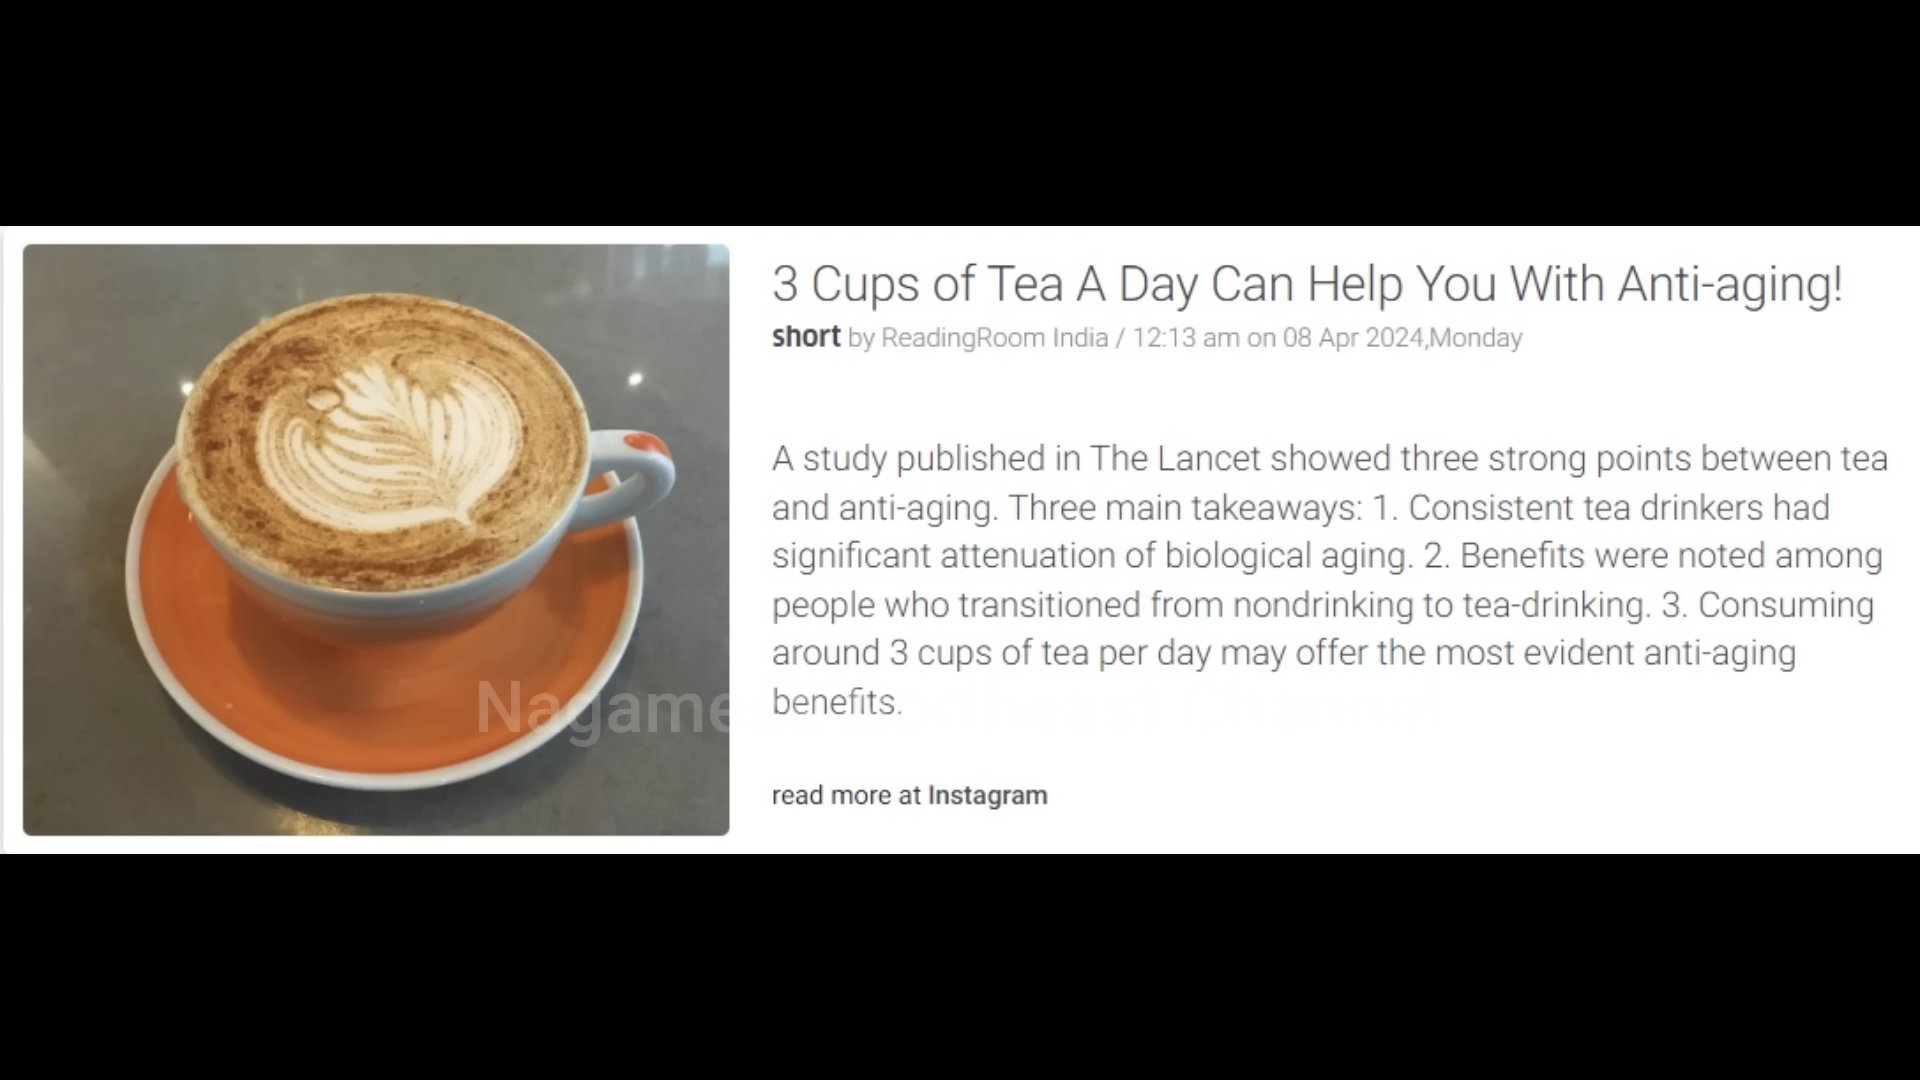 3 Cups of Tea A Day Can Help You With Anti-aging!
short by ReadingRoom India / 12:13 am on 08 Apr 2024,Monday
A study published in The Lancet showed three strong points between tea
and anti-aging. Three main takeaways: 1. Consistent tea drinkers had
significant attenuation of biological aging. 2. Benefits were noted among
people who transitioned from nondrinking to tea-drinking. 3. Consuming
around 3 cups of tea per day may offer the most evident anti-aging
benefits.
read more at Instagram